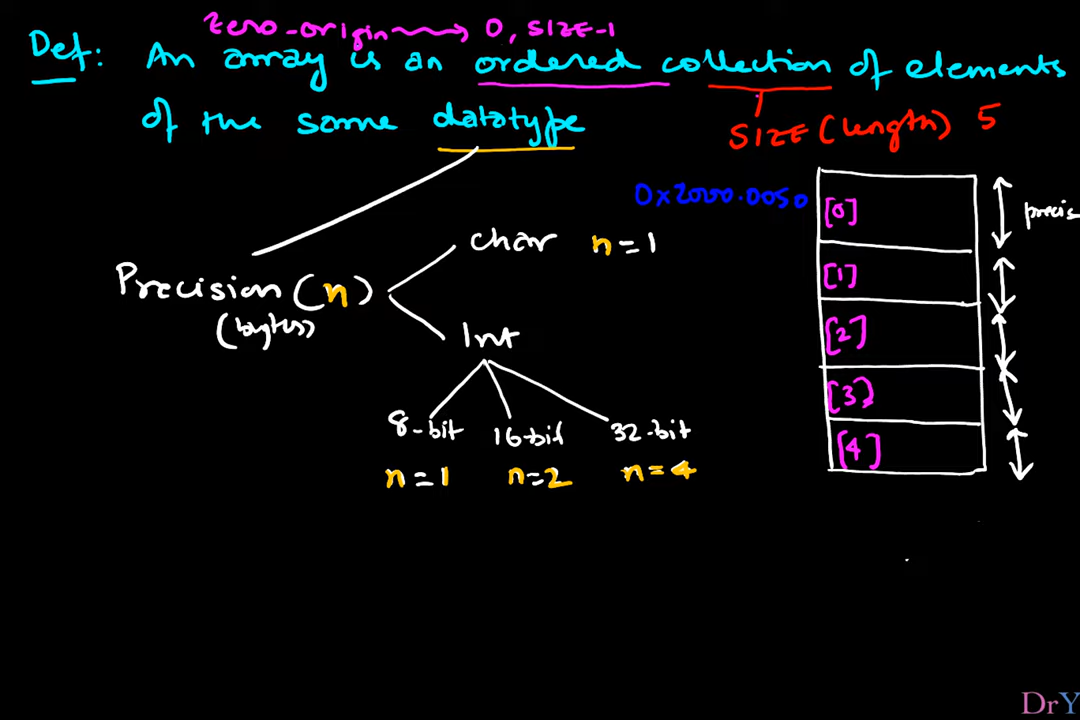 zero-origin → 0, SIZE-1
Def: An array is an ordered collection of elements
of the same datatype
SIZE (length) 5
0x2000.0050
[0]
precis
char n=1
Precision (n)
(bytes)
[1]
Int
[2]
[3]
8-bit 16-bit 32-bit
[4]
n=1 n=2 n=4
DrY